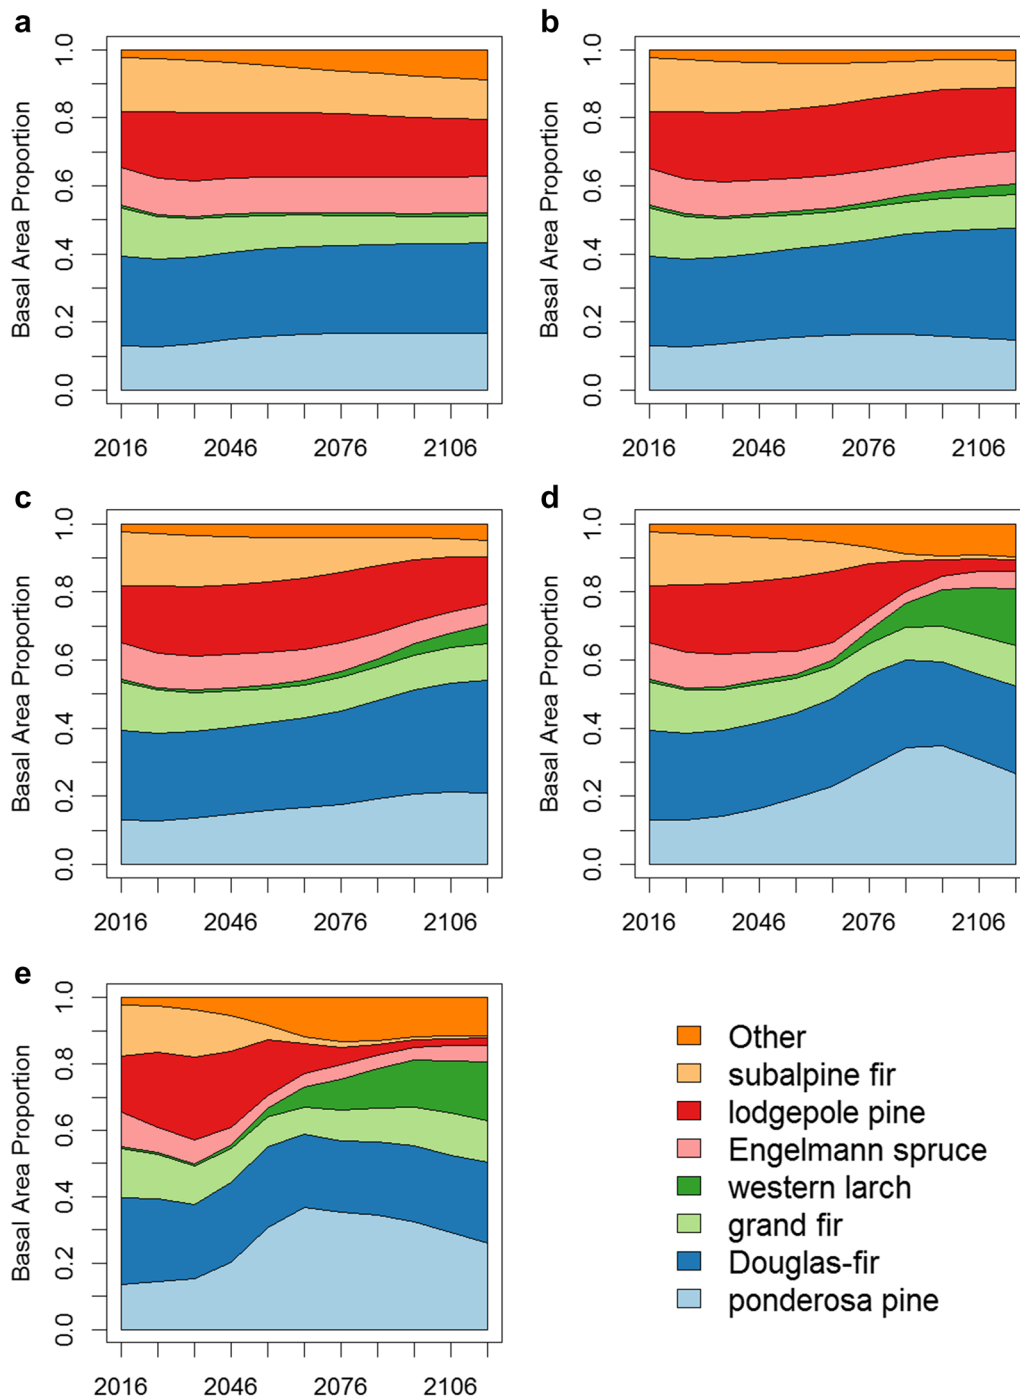 a
Basal Area Proportion
1.0
0.8
0.6
0.4
0.2
0.0
2016 2046 2076 2106
b
Basal Area Proportion
1.0
0.8
0.6
0.4
0.2
0.0
2016 2046 2076 2106
c
Basal Area Proportion
1.0
0.8
0.6
0.4
0.2
0.0
2016 2046 2076 2106
d
Basal Area Proportion
1.0
0.8
0.6
0.4
0.2
0.0
2016 2046 2076 2106
e
Basal Area Proportion
1.0
0.8
0.6
0.4
0.2
0.0
2016 2046 2076 2106
Other
subalpine fir
lodgepole pine
Engelmann spruce
western larch
grand fir
Douglas-fir
ponderosa pine